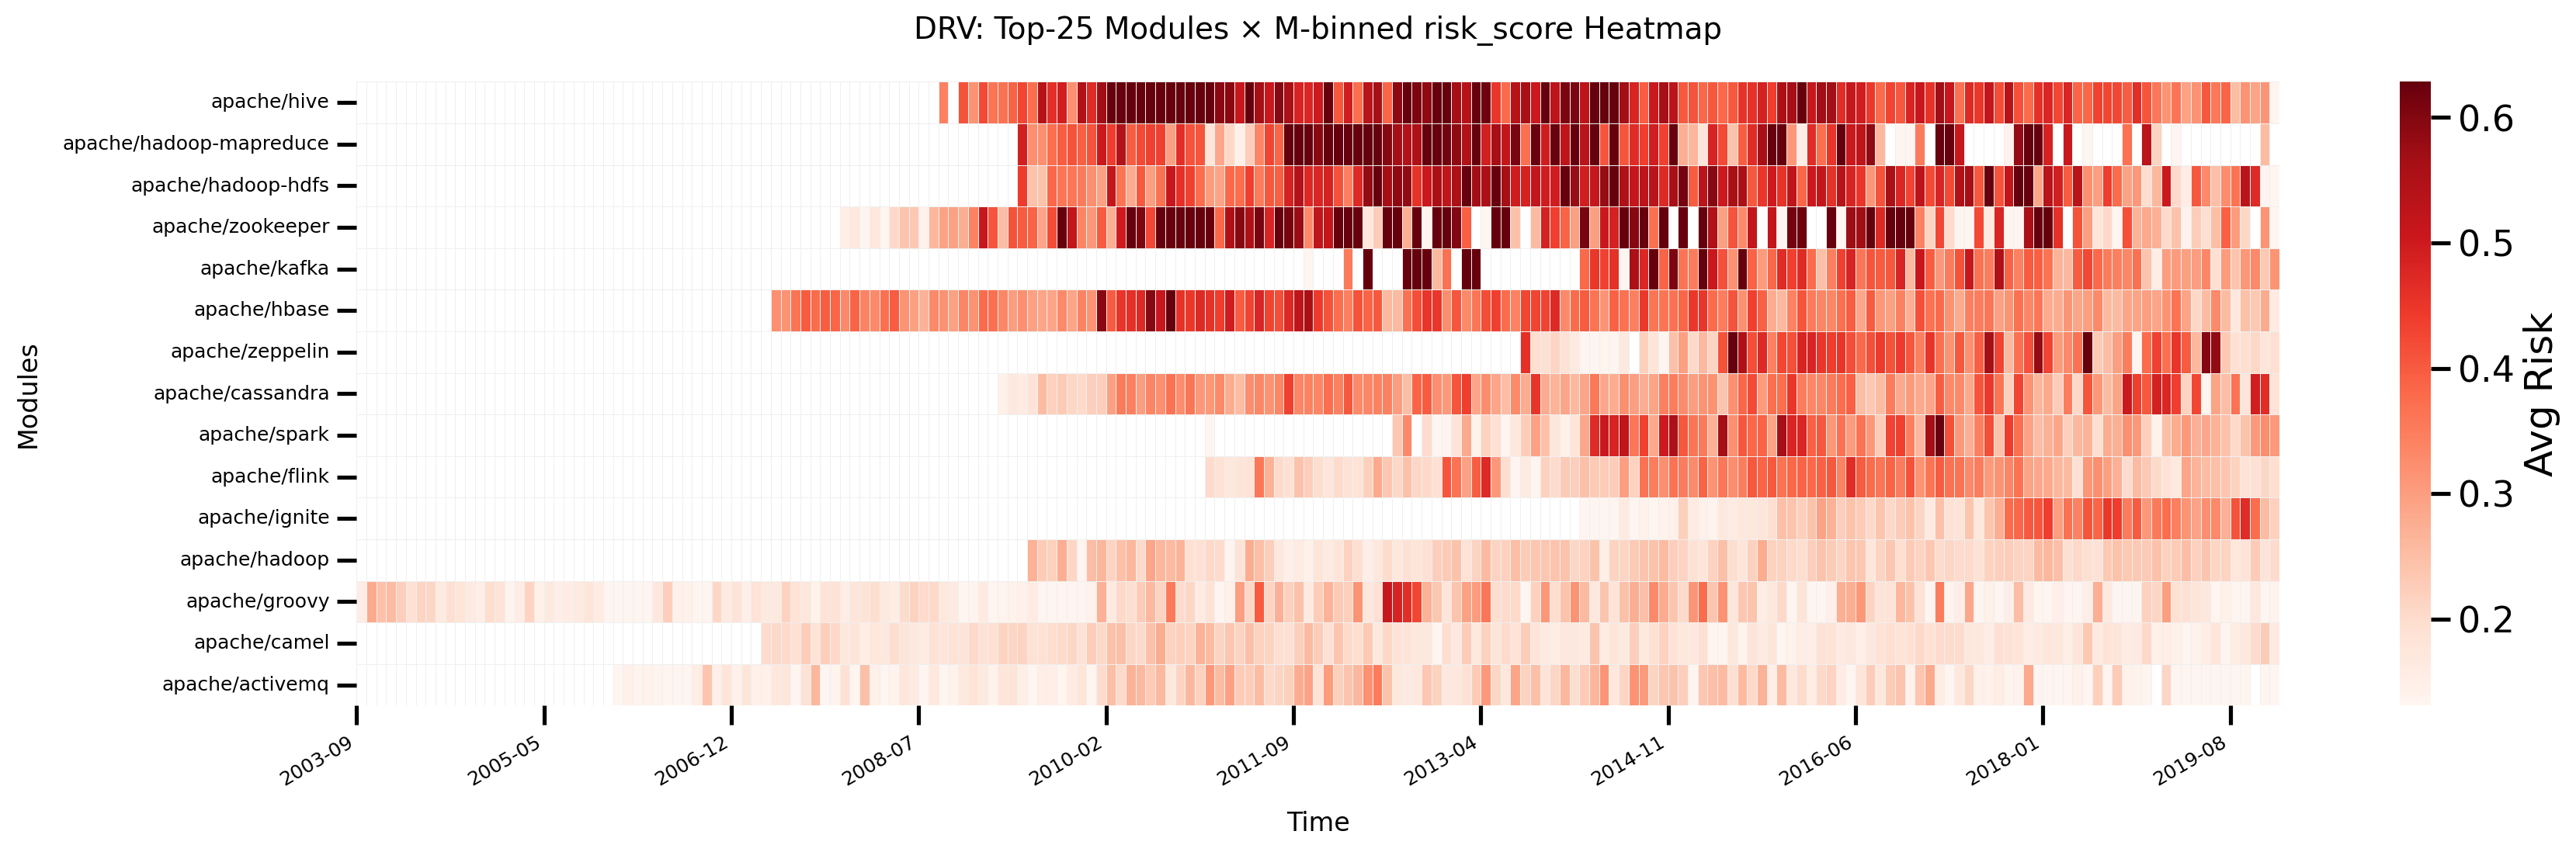 DRV: Top-25 Modules × M-binned risk_score Heatmap
Modules
apache/hive
apache/hadoop-mapreduce
apache/hadoop-hdfs
apache/zookeeper
apache/kafka
apache/hbase
apache/zeppelin
apache/cassandra
apache/spark
apache/flink
apache/ignite
apache/hadoop
apache/groovy
apache/camel
apache/activemq
2003-09
2005-05
2006-12
2008-07
2010-02
2011-09
2013-04
2014-11
2016-06
2018-01
2019-08
Time
0.6
0.5
0.4
0.3
0.2
Avg Risk